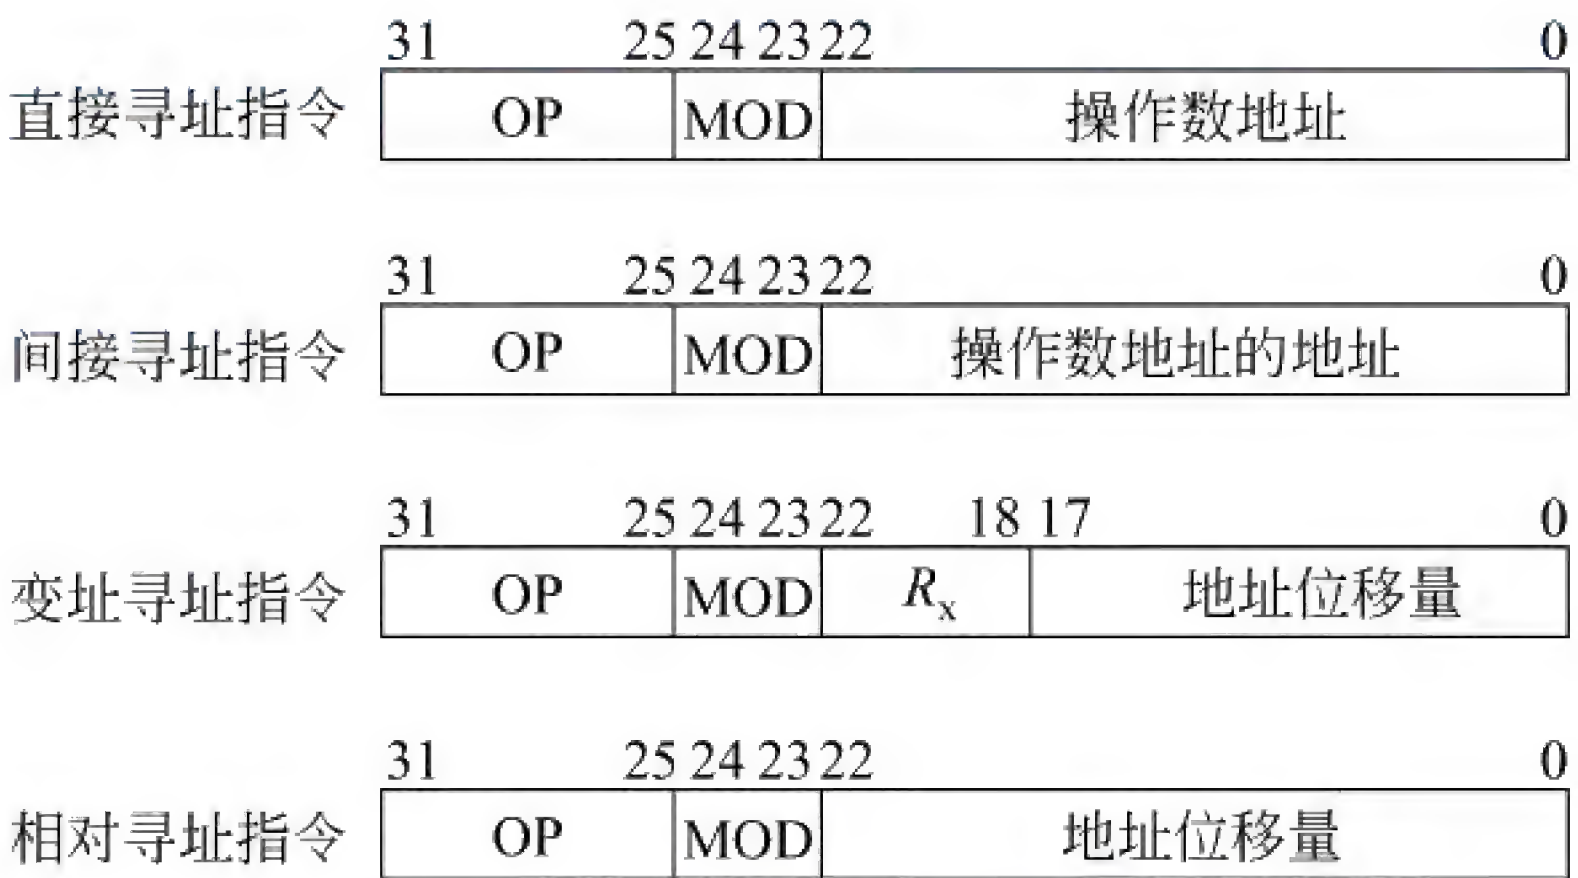 31 25 24 23 22 0
直接寻址指令 OP MOD 操作数地址
31 25 24 23 22 0
间接寻址指令 OP MOD 操作数地址的地址
31 25 24 23 22 18 17 0
变址寻址指令 OP MOD Rx 地址位移量
31 25 24 23 22 0
相对寻址指令 OP MOD 地址位移量